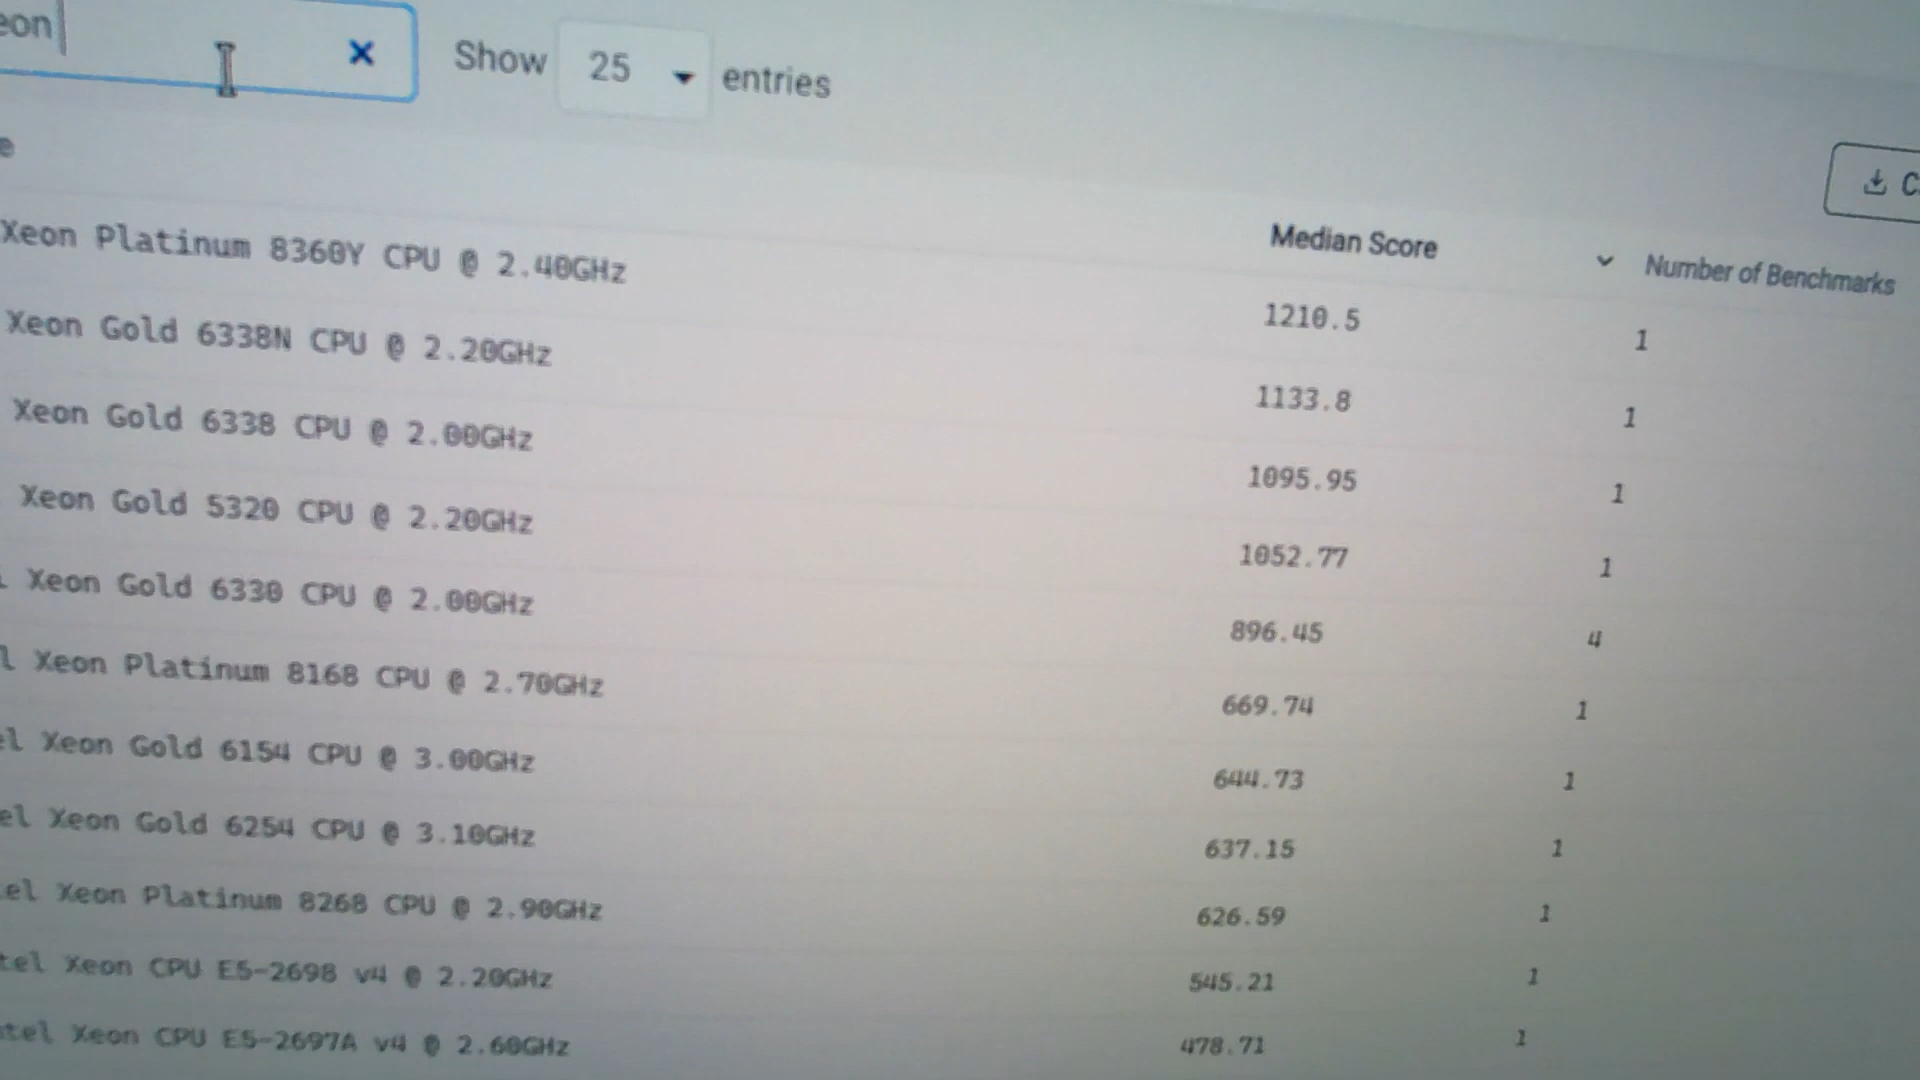 eon
Show 25 entries
e
Median Score
Number of Benchmarks
Xeon Platinum 8360Y CPU @ 2.40GHz 1210.5 1
Xeon Gold 6338N CPU @ 2.20GHz 1133.8 1
Xeon Gold 6338 CPU @ 2.00GHz 1095.95 1
Xeon Gold 5320 CPU @ 2.20GHz 1052.77 1
Xeon Gold 6330 CPU @ 2.00GHz 896.45 4
l Xeon Platinum 8168 CPU @ 2.70GHz 669.74 1
el Xeon Gold 6154 CPU @ 3.00GHz 644.73 1
el Xeon Gold 6254 CPU @ 3.10GHz 637.15 1
el Xeon Platinum 8268 CPU @ 2.90GHz 626.59 1
tel Xeon CPU E5-2698 v4 @ 2.20GHz 545.21 1
tel Xeon CPU E5-2697A v4 @ 2.60GHz 478.71 1